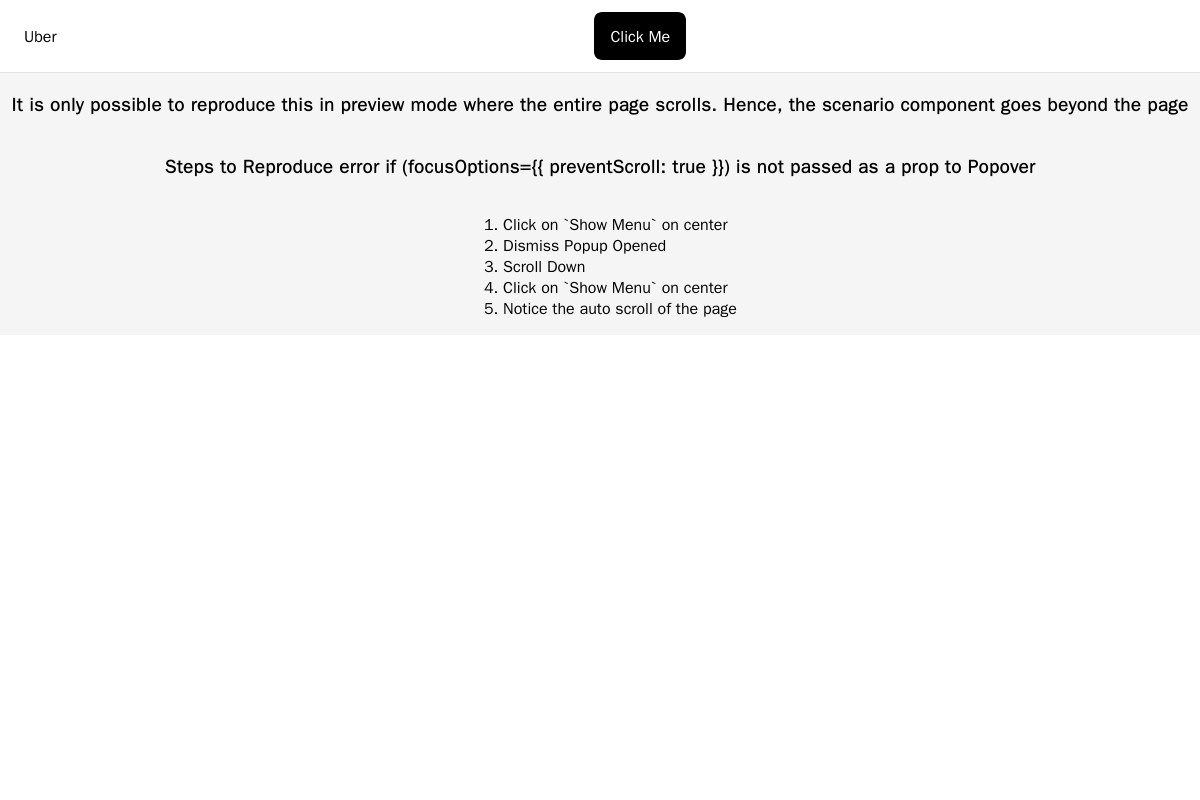 Uber
Click Me
It is only possible to reproduce this in preview mode where the entire page scrolls. Hence, the scenario component goes beyond the page
Steps to Reproduce error if (focusOptions={{ preventScroll: true }}) is not passed as a prop to Popover
1. Click on `Show Menu` on center
2. Dismiss Popup Opened
3. Scroll Down
4. Click on `Show Menu` on center
5. Notice the auto scroll of the page